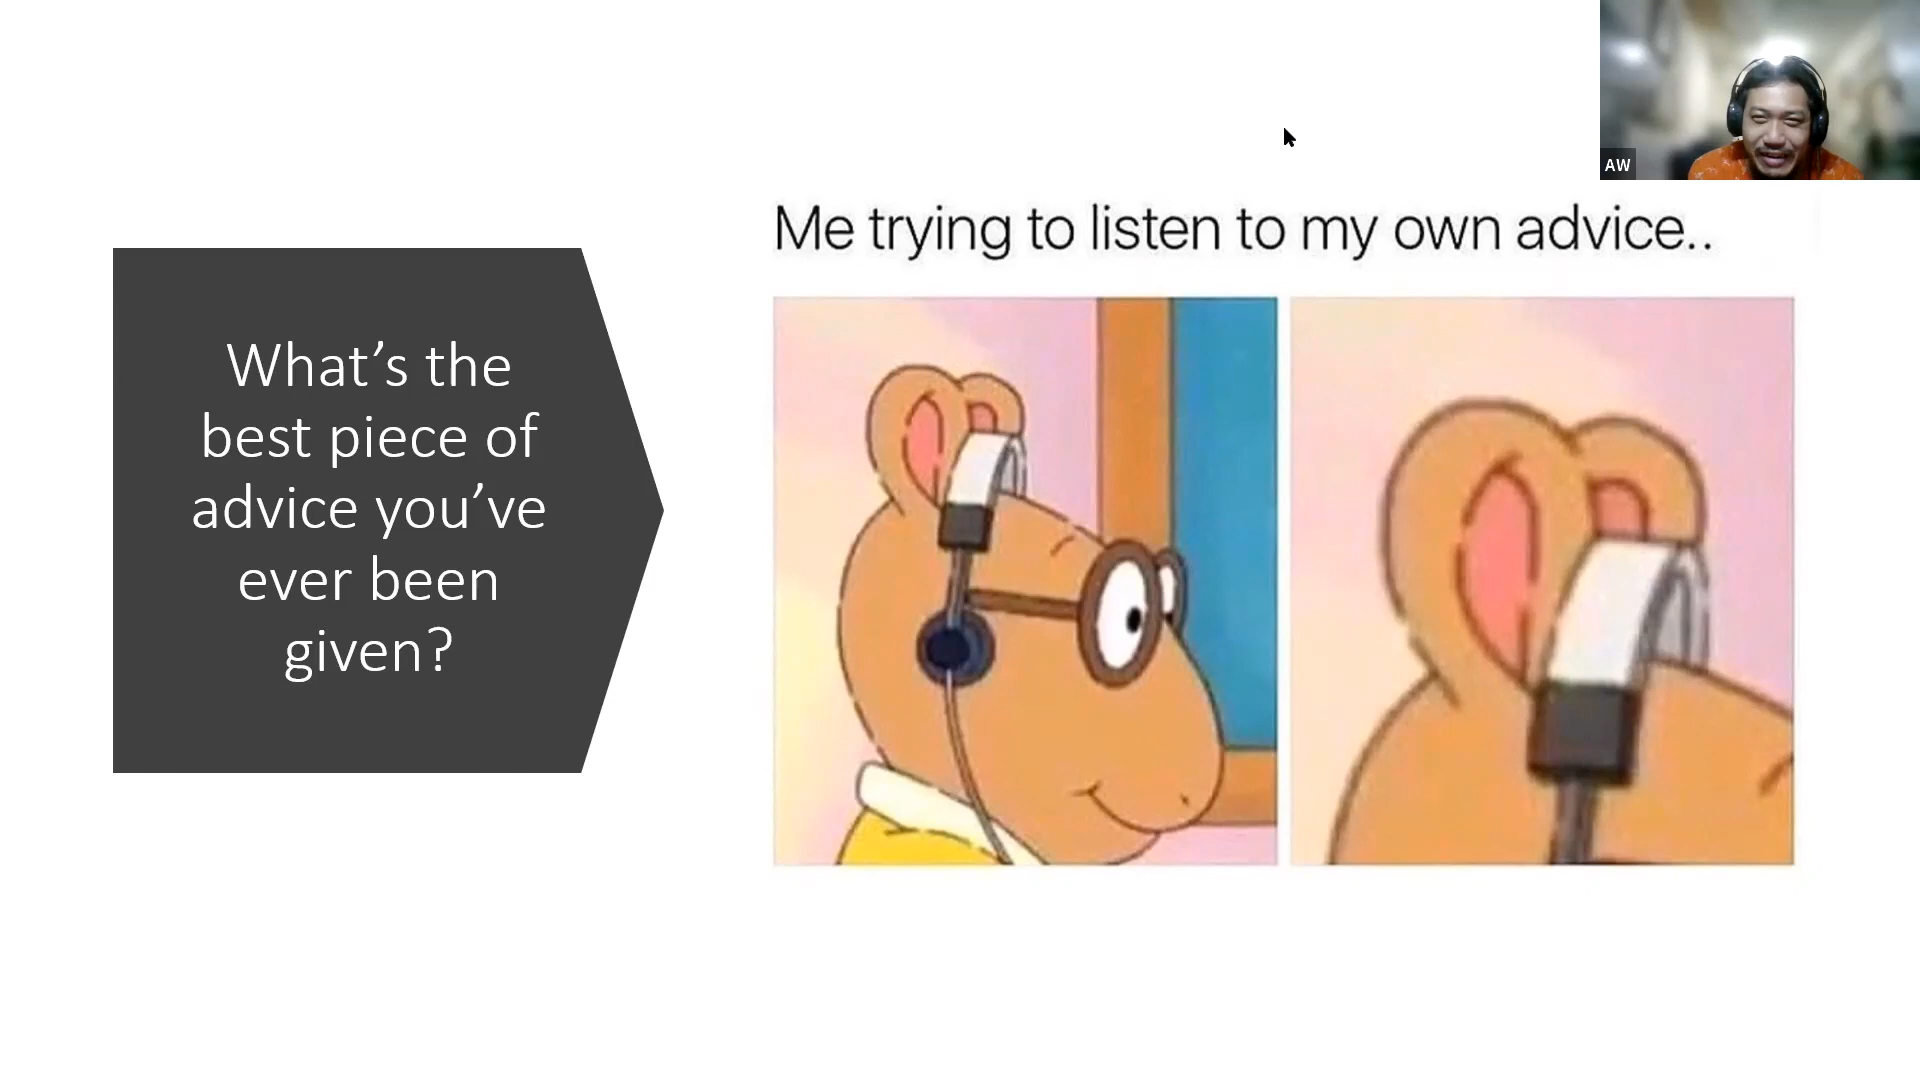 What’s the
best piece of
advice you’ve
ever been
given?
Me trying to listen to my own advice..
AW